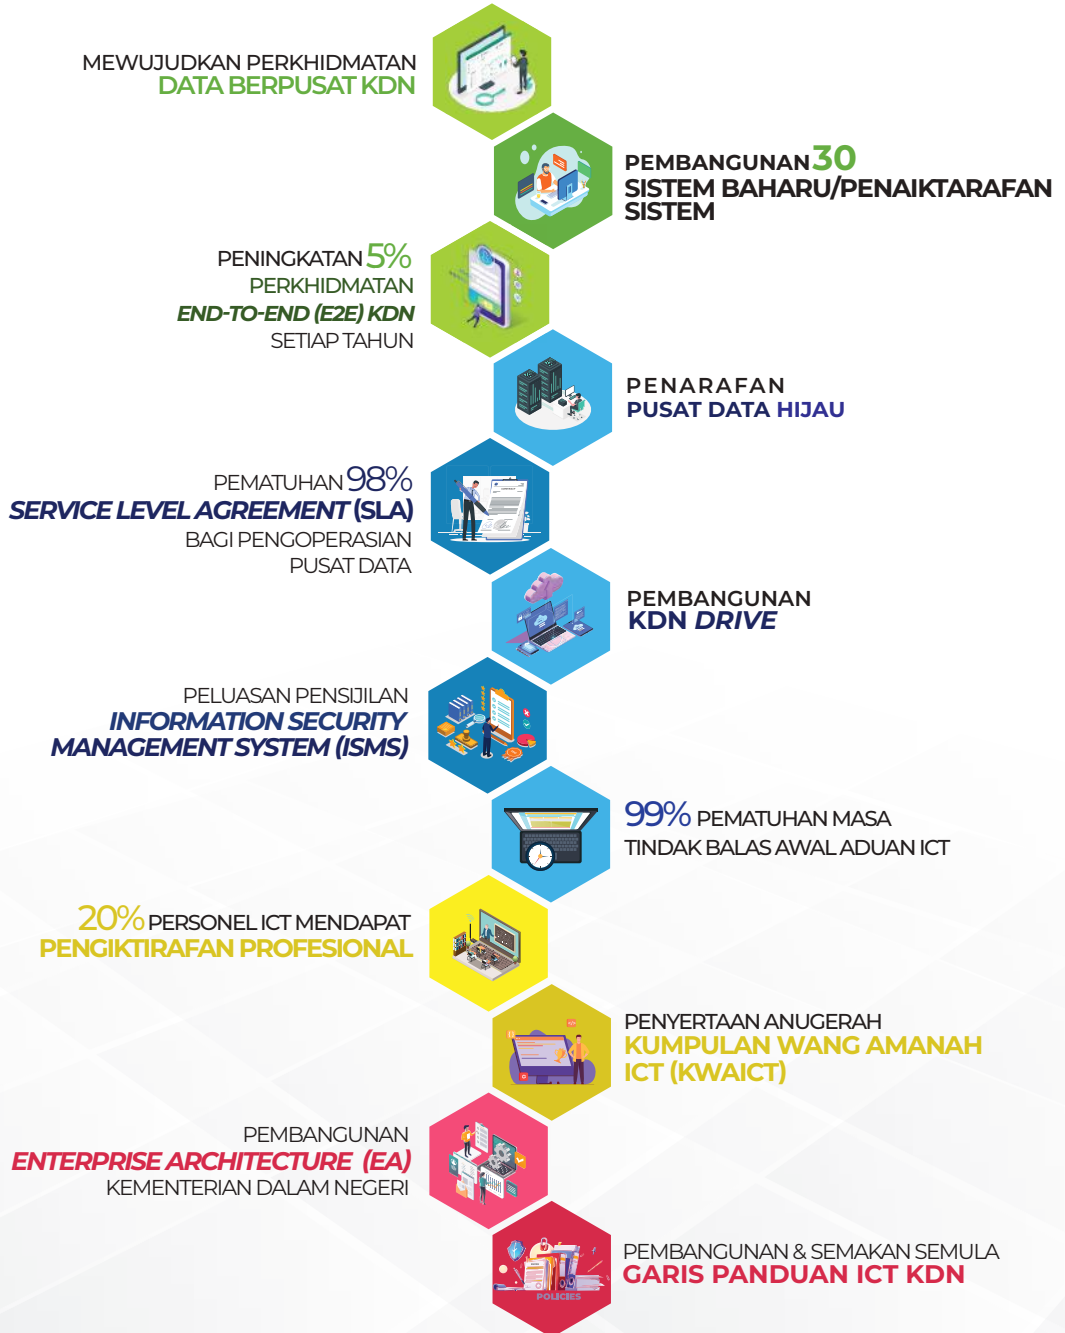 MEWUJUDKAN PERKHIDMATAN
DATA BERPUSAT KDN
PEMBANGUNAN 30
SISTEM BAHARU/PENAIKTARAFAN
SISTEM
PENINGKATAN 5%
PERKHIDMATAN
END-TO-END (E2E) KDN
SETIAP TAHUN
PENARAFAN
PUSAT DATA HIJAU
PEMATUHAN 98%
SERVICE LEVEL AGREEMENT (SLA)
BAGI PENGOPERASIAN
PUSAT DATA
PEMBANGUNAN
KDN DRIVE
PELUASAN PENSIJILAN
INFORMATION SECURITY
MANAGEMENT SYSTEM (ISMS)
99% PEMATUHAN MASA
TINDAK BALAS AWAL ADUAN ICT
20% PERSONEL ICT MENDAPAT
PENGIKTIRAFAN PROFESIONAL
PENYERTAAN ANUGERAH
KUMPULAN WANG AMANAH
ICT (KWAICT)
PEMBANGUNAN
ENTERPRISE ARCHITECTURE (EA)
KEMENTERIAN DALAM NEGERI
PEMBANGUNAN & SEMAKAN SEMULA
GARIS PANDUAN ICT KDN
POLICIES